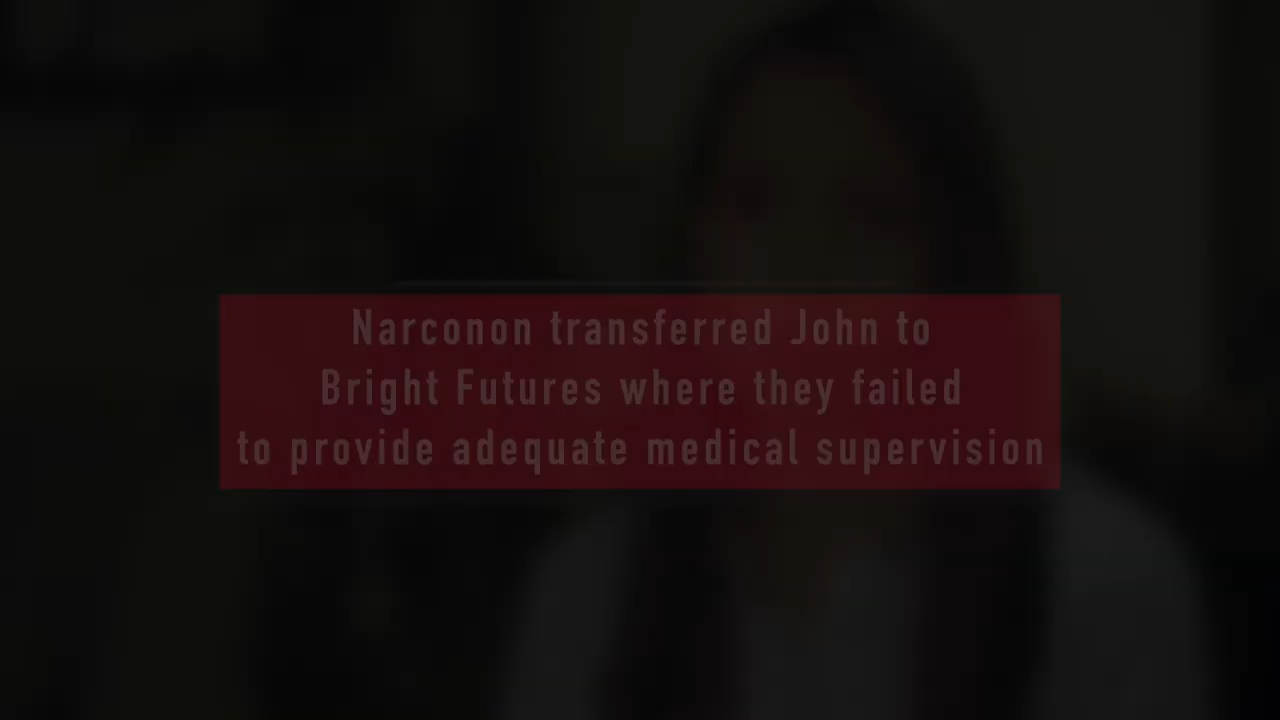 Narconon transferred John to
Bright Futures where they failed
to provide adequate medical supervision